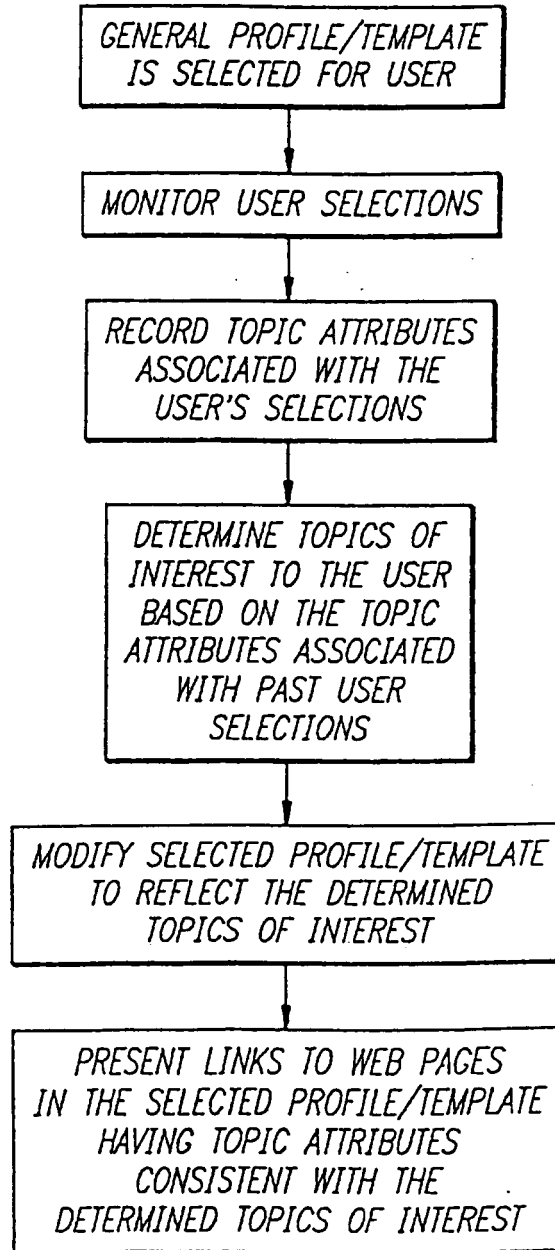 GENERAL PROFILE/TEMPLATE
IS SELECTED FOR USER
MONITOR USER SELECTIONS
RECORD TOPIC ATTRIBUTES
ASSOCIATED WITH THE
USER'S SELECTIONS
DETERMINE TOPICS OF
INTEREST TO THE USER
BASED ON THE TOPIC
ATTRIBUTES ASSOCIATED
WITH PAST USER
SELECTIONS
MODIFY SELECTED PROFILE/TEMPLATE
TO REFLECT THE DETERMINED
TOPICS OF INTEREST
PRESENT LINKS TO WEB PAGES
IN THE SELECTED PROFILE/TEMPLATE
HAVING TOPIC ATTRIBUTES
CONSISTENT WITH THE
DETERMINED TOPICS OF INTEREST